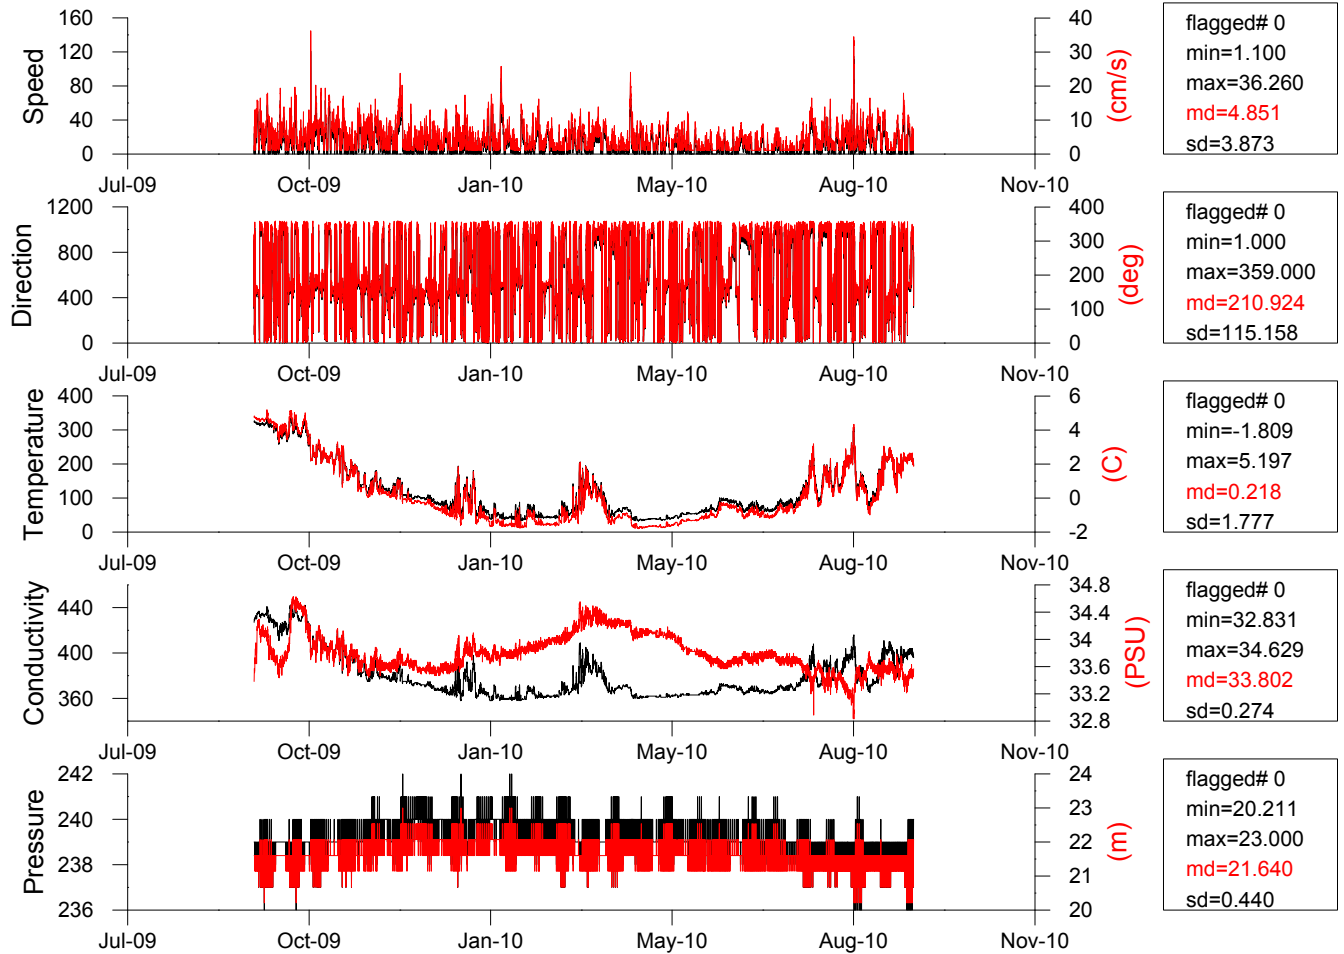 Speed
160
120
80
40
0
40
30
20
10
0
(cm/s)
Jul-09 Oct-09 Jan-10 May-10 Aug-10 Nov-10
flagged# 0
min=1.100
max=36.260
md=4.851
sd=3.873
Direction
1200
800
400
0
400
300
200
100
0
(deg)
Jul-09 Oct-09 Jan-10 May-10 Aug-10 Nov-10
flagged# 0
min=1.000
max=359.000
md=210.924
sd=115.158
Temperature
400
300
200
100
0
6
4
2
0
-2
(C)
Jul-09 Oct-09 Jan-10 May-10 Aug-10 Nov-10
flagged# 0
min=-1.809
max=5.197
md=0.218
sd=1.777
Conductivity
440
400
360
34.8
34.4
34
33.6
33.2
32.8
(PSU)
Jul-09 Oct-09 Jan-10 May-10 Aug-10 Nov-10
flagged# 0
min=32.831
max=34.629
md=33.802
sd=0.274
Pressure
242
240
238
236
24
23
22
21
20
(m)
Jul-09 Oct-09 Jan-10 May-10 Aug-10 Nov-10
flagged# 0
min=20.211
max=23.000
md=21.640
sd=0.440